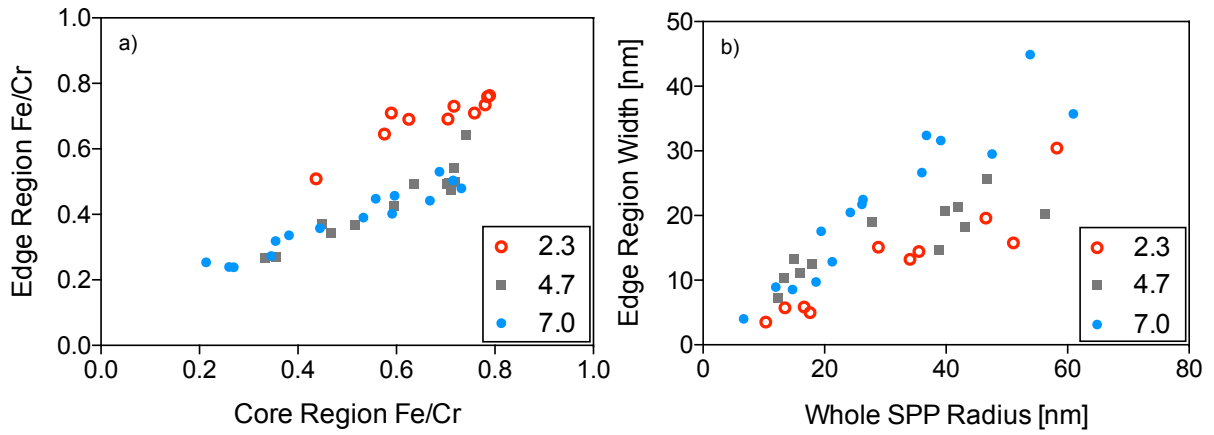 a)
1.0
0.8
0.6
0.4
0.2
0.0
Edge Region Fe/Cr
0.0 0.2 0.4 0.6 0.8 1.0
Core Region Fe/Cr
2.3
4.7
7.0
b)
50
40
30
20
10
0
Edge Region Width [nm]
0 20 40 60 80
Whole SPP Radius [nm]
2.3
4.7
7.0